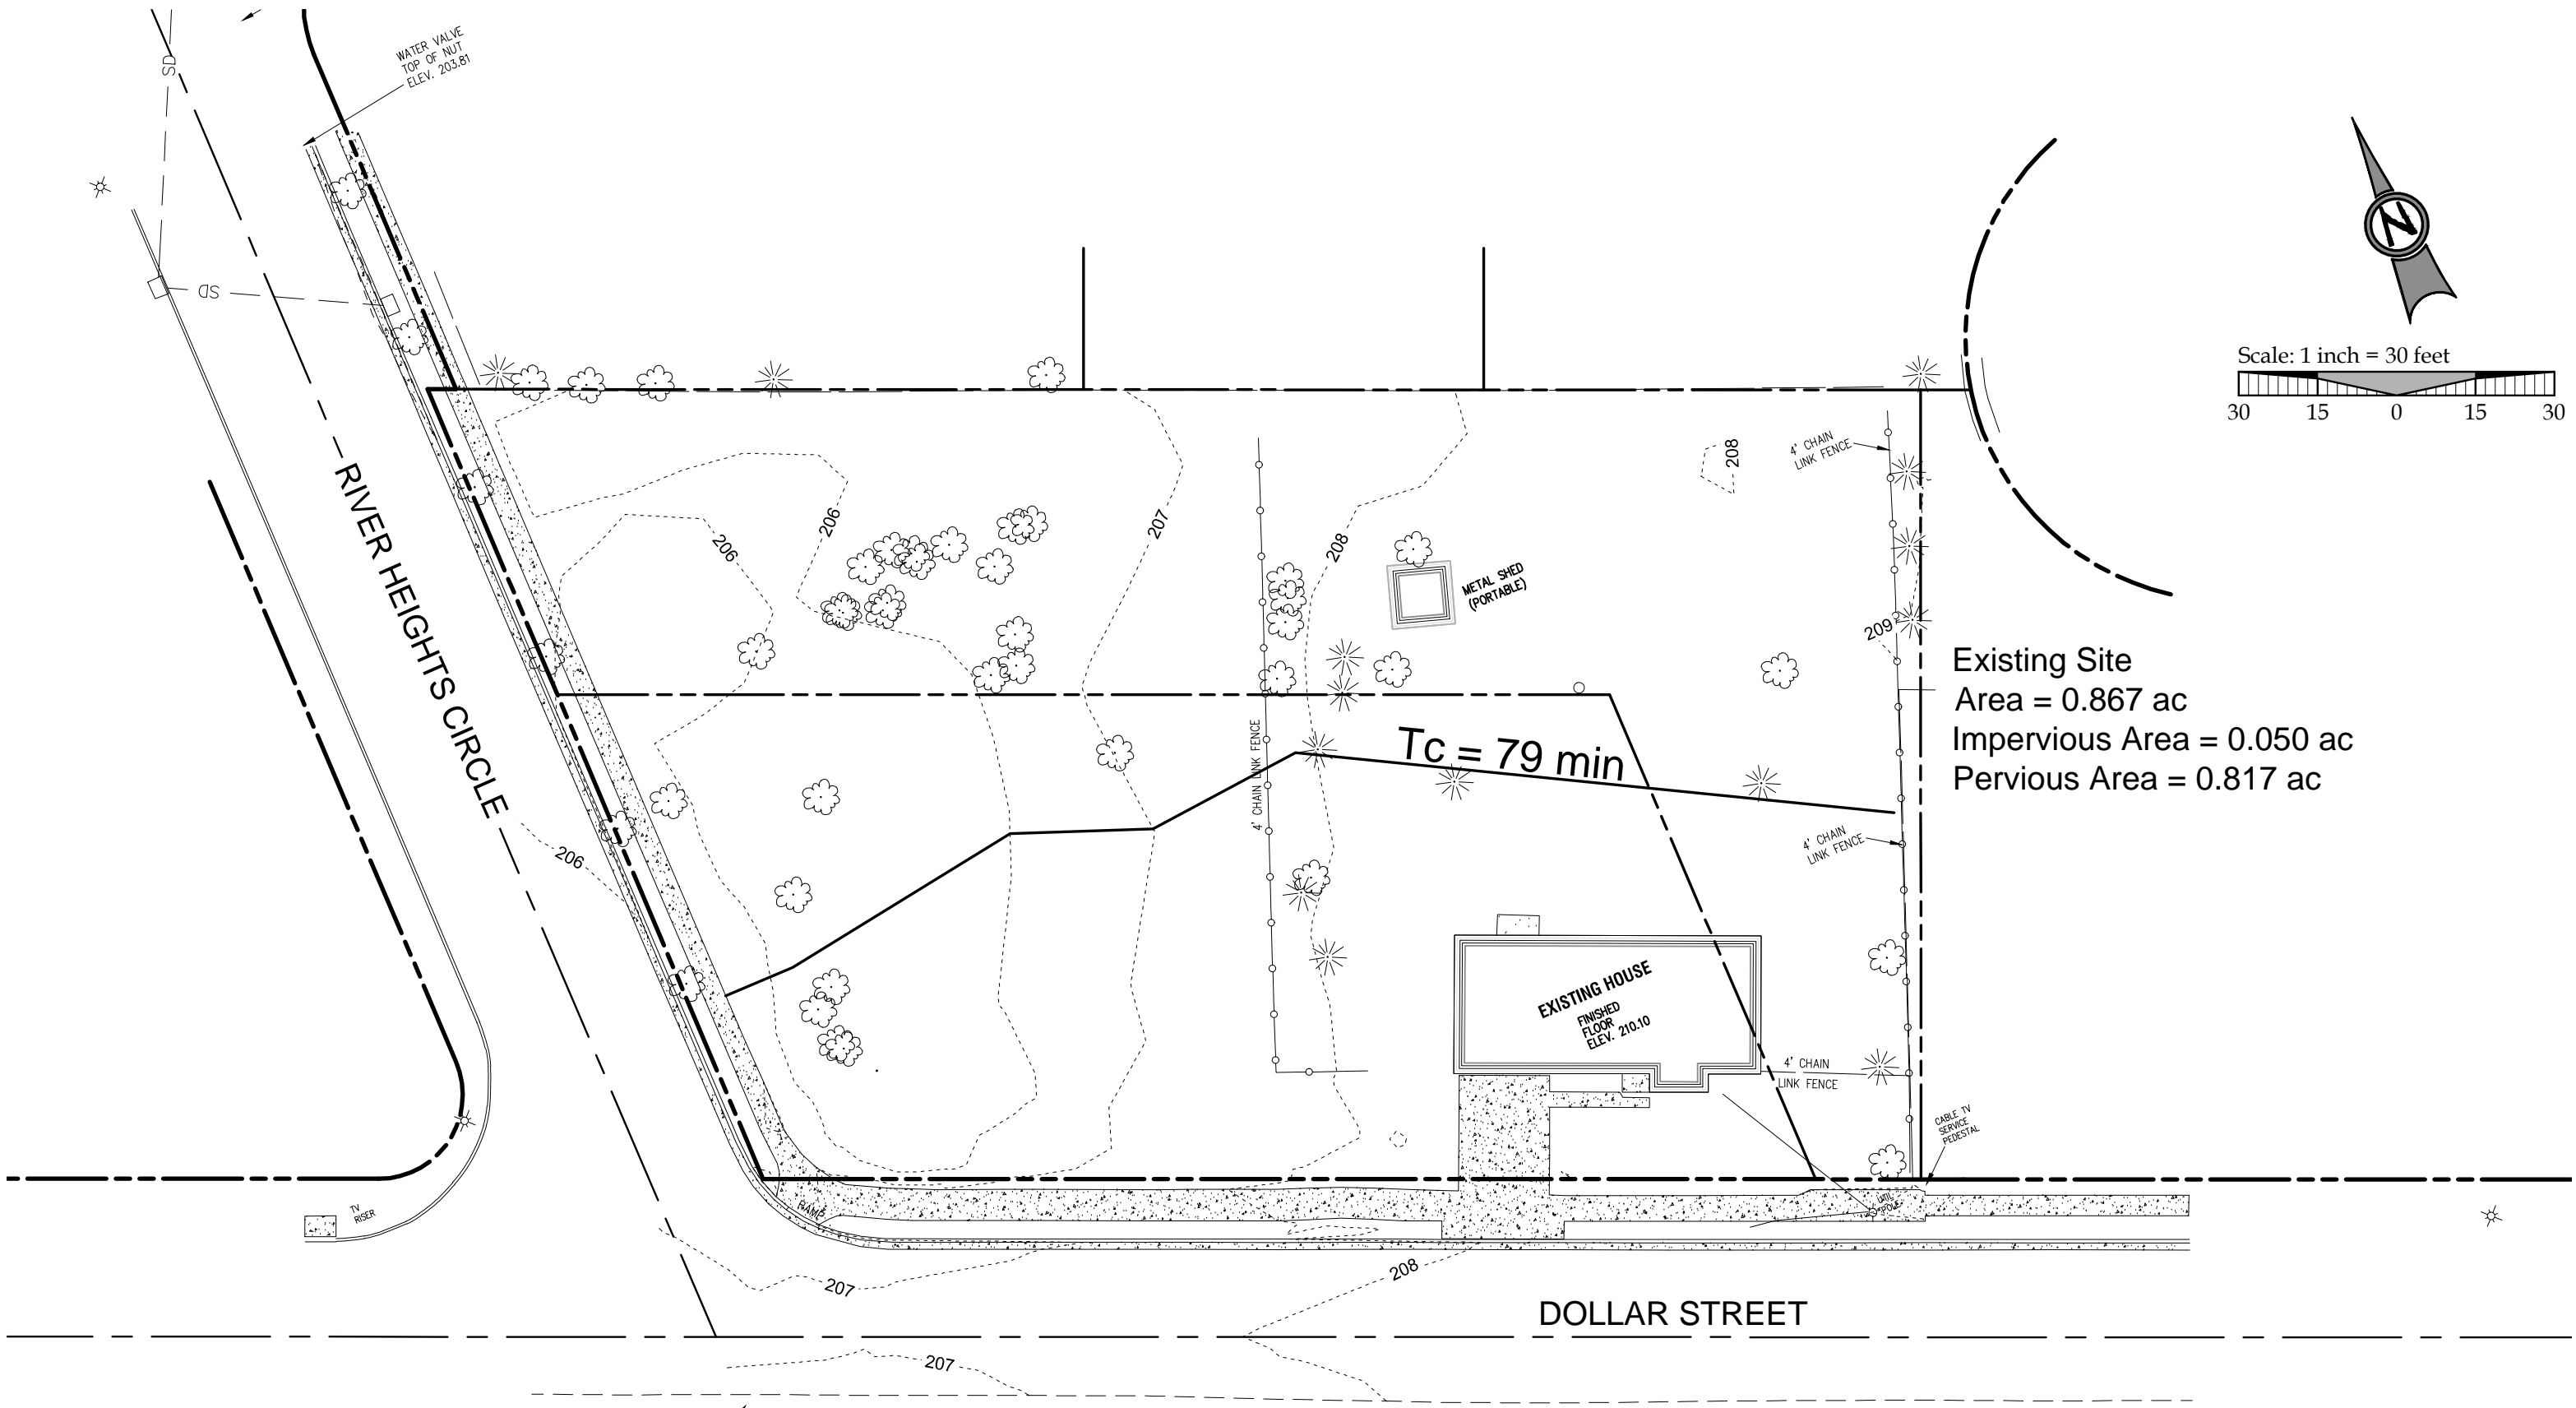 WATER VALVE
TOP OF NUT
ELEV. 203.81
SD
SD
N
Scale: 1 inch = 30 feet
30 15 0 15 30
RIVER HEIGHTS CIRCLE
206
206
207
208
208
4' CHAIN
LINK FENCE
METAL SHED
(PORTABLE)
209
Existing Site
Area = 0.867 ac
Impervious Area = 0.050 ac
Pervious Area = 0.817 ac
4' CHAIN LINK FENCE
Tc = 79 min
4' CHAIN
LINK FENCE
206
EXISTING HOUSE
FINISHED
FLOOR
ELEV. 210.10
4' CHAIN
LINK FENCE
CABLE TV
SERVICE
PEDESTAL
TV
RISER
RAMP
UTIL
POLE
207
208
DOLLAR STREET
207